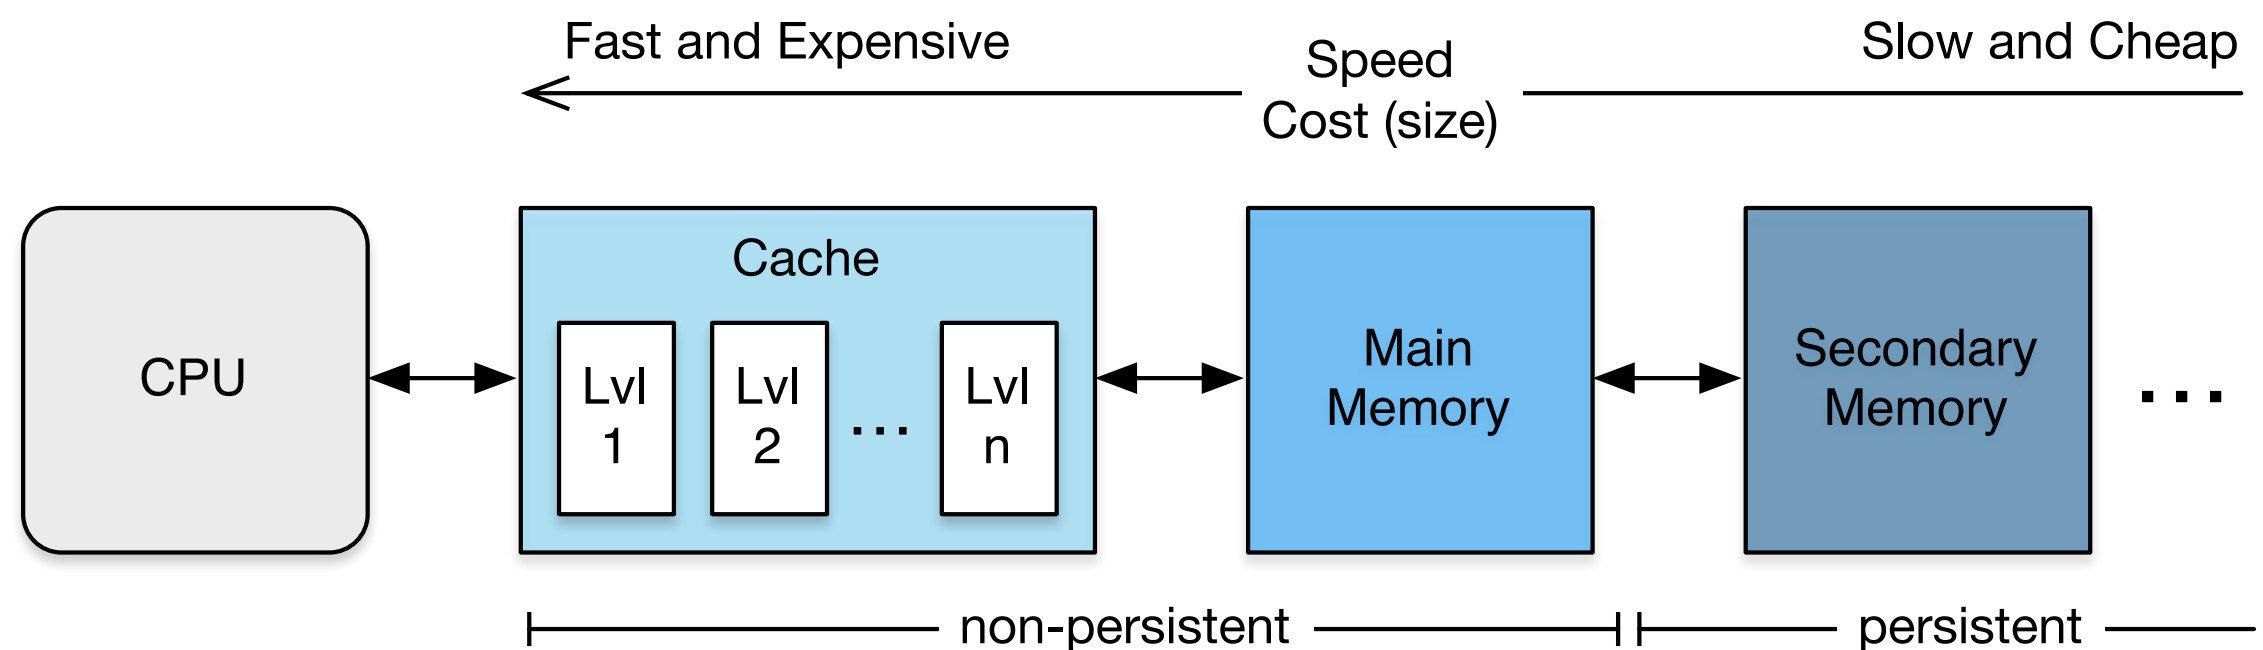 Fast and Expensive
Speed
Cost (size)
Slow and Cheap
CPU
Cache
Lvl
1
Lvl
2
...
Lvl
n
Main
Memory
Secondary
Memory
...
non-persistent
persistent